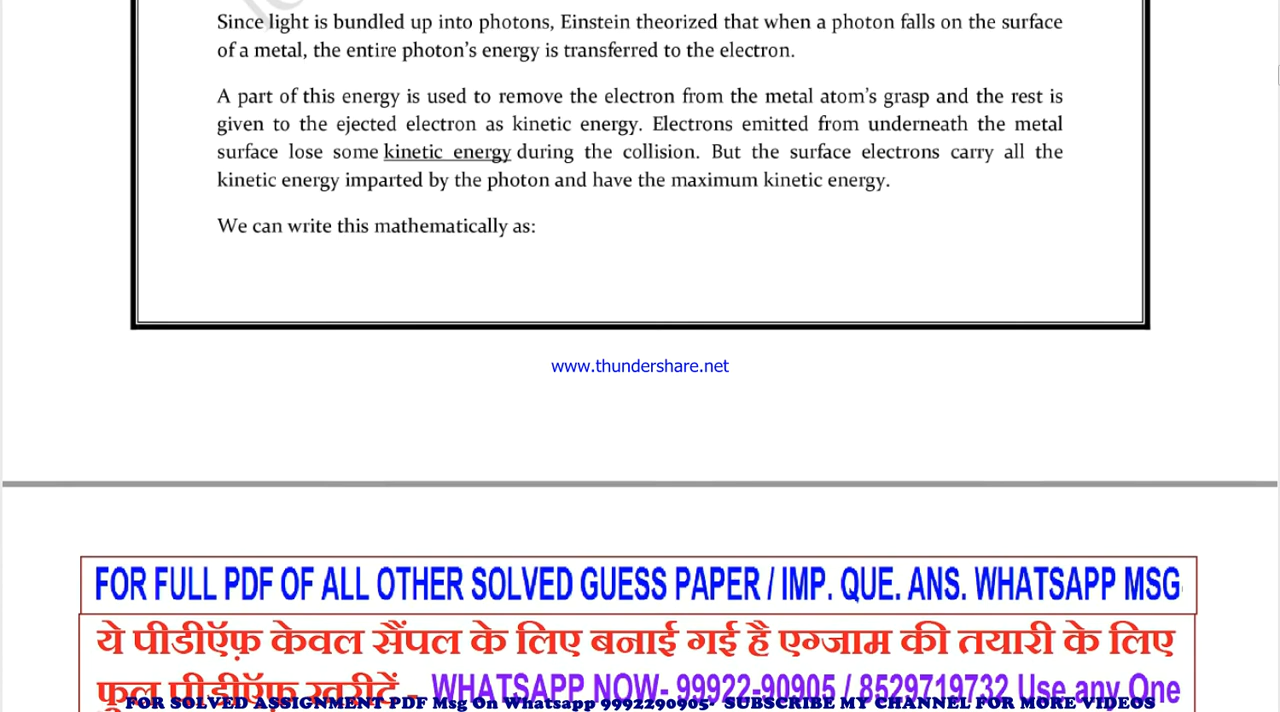 Since light is bundled up into photons, Einstein theorized that when a photon falls on the surface
of a metal, the entire photon's energy is transferred to the electron.
A part of this energy is used to remove the electron from the metal atom's grasp and the rest is
given to the ejected electron as kinetic energy. Electrons emitted from underneath the metal
surface lose some kinetic energy during the collision. But the surface electrons carry all the
kinetic energy imparted by the photon and have the maximum kinetic energy.
We can write this mathematically as:
www.thundershare.net
FOR FULL PDF OF ALL OTHER SOLVED GUESS PAPER / IMP. QUE. ANS. WHATSAPP MSG
ये पीडीऍफ़ केवल सैंपल के लिए बनाई गई है एग्जाम की तयारी के लिए
फुल पीडीऍफ़ खरीदें - WHATSAPP NOW- 99922-90905 / 8529719732 Use any One
FOR SOLVED ASSIGNMENT PDF Msg On Whatsapp 9992290905- SUBSCRIBE MY CHANNEL FOR MORE VIDEOS